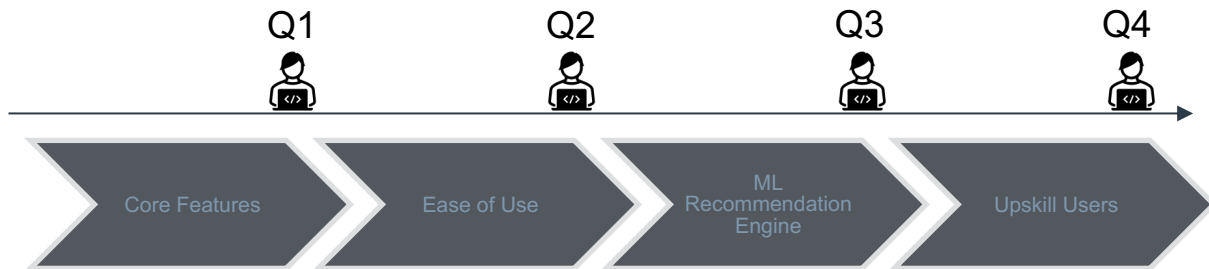 Q1
Q2
Q3
Q4
</>
</>
</>
</>
Core Features
Ease of Use
ML
Recommendation
Engine
Upskill Users